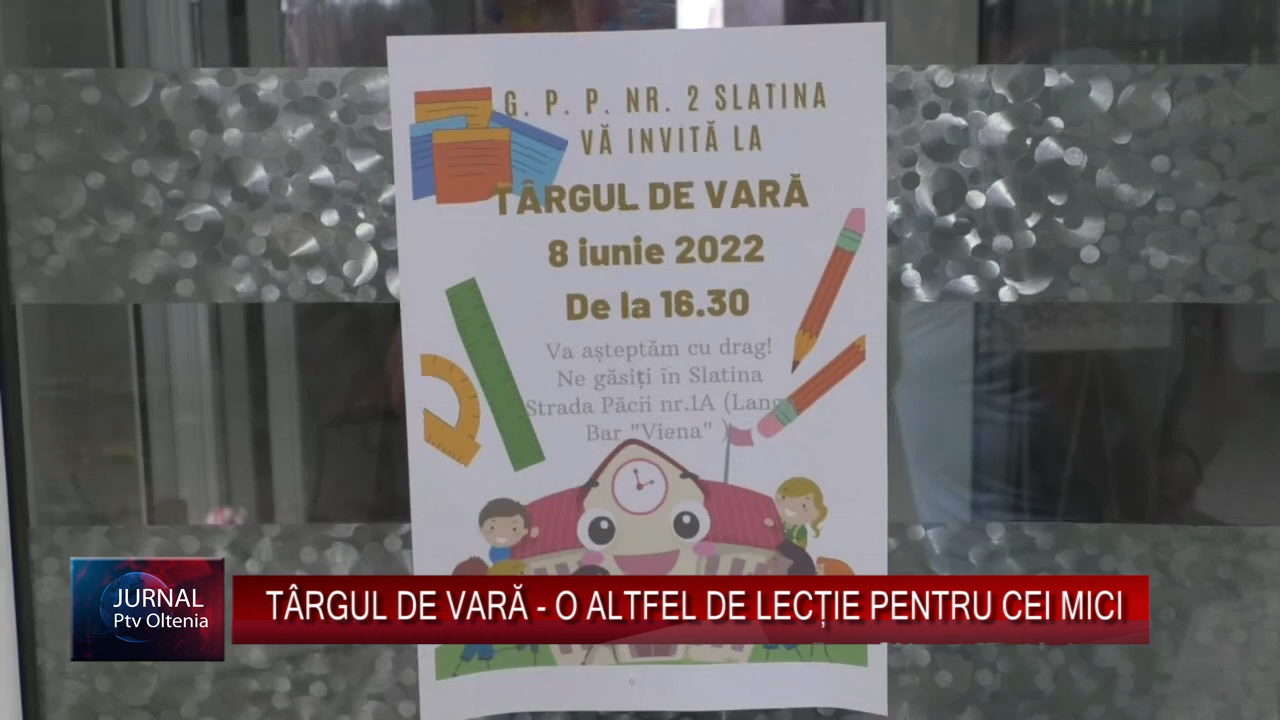 G. P. P. NR. 2 SLATINA
VĂ INVITĂ LA
TÂRGUL DE VARĂ
8 iunie 2022
De la 16.30
Va așteptăm cu drag!
Ne găsiți în Slatina
Strada Păcii nr.1A (Lang
Bar "Viena" )
JURNAL
Ptv Oltenia
TÂRGUL DE VARĂ - O ALTFEL DE LECȚIE PENTRU CEI MICI